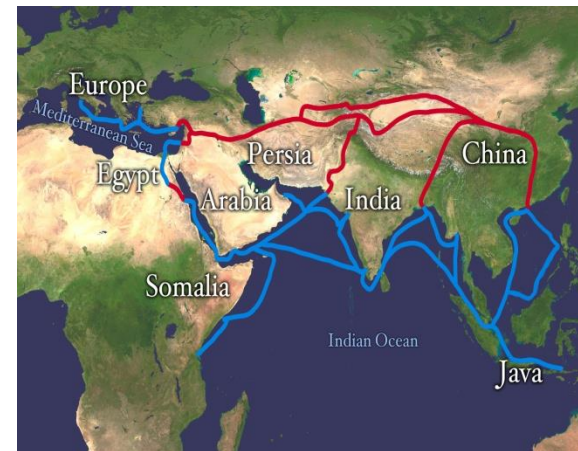 Europe
Mediterranean Sea
Egypt
Arabia
Persia
India
China
Somalia
Indian Ocean
Java